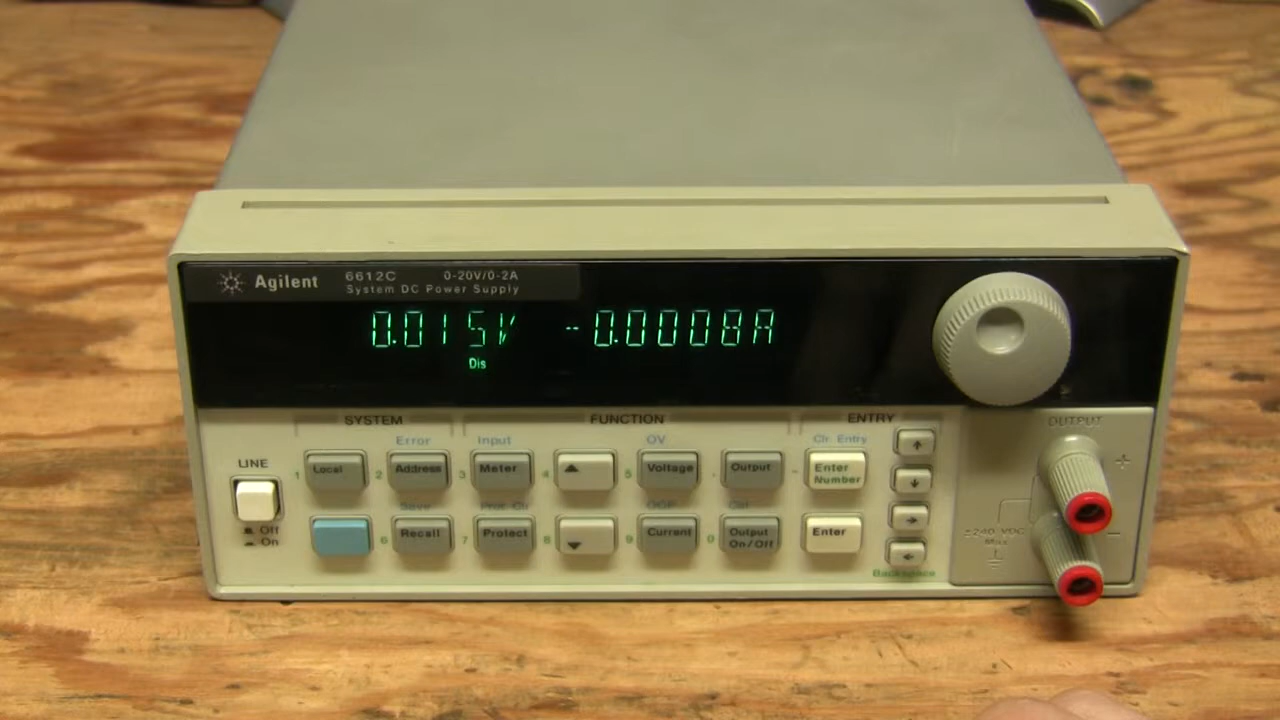 Agilent 6612C 0-20V/0-2A
System DC Power Supply
0.015V -0.0008A
Dis
SYSTEM FUNCTION ENTRY
Error Input OV Clr Entry
LINE
1 Local 2 Address 3 Meter 4 5 Voltage . Output - Enter Number
Off
On
Save Prot Clr OCP Cal
6 Recall 7 Protect 8 9 Current 0 Output On/Off Enter
Backspace
OUTPUT
+
-
±240 VDC
Max